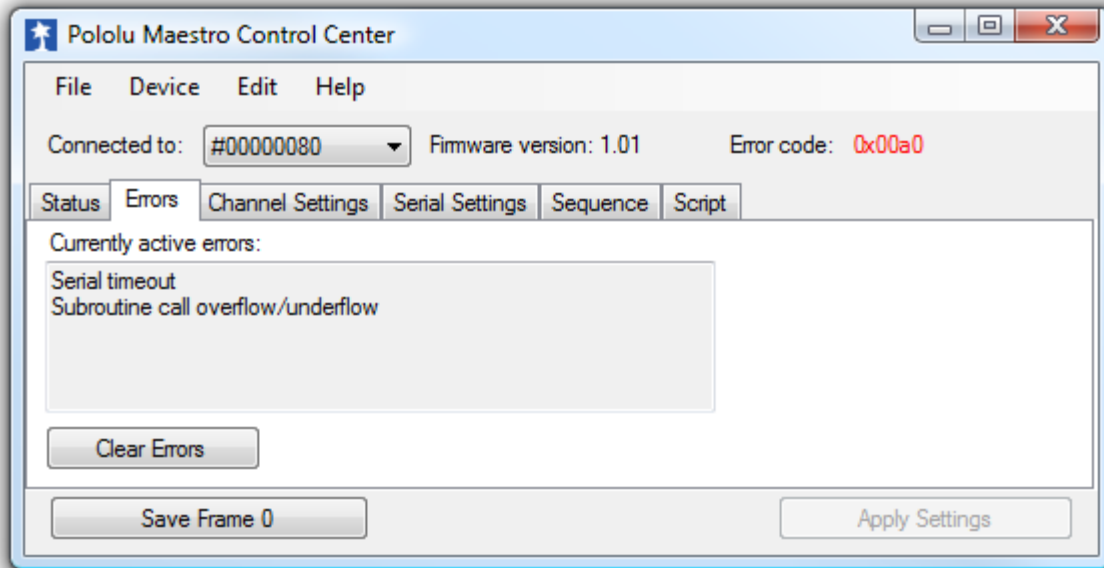 Pololu Maestro Control Center
File Device Edit Help
Connected to: #00000080 Firmware version: 1.01 Error code: 0x00a0
Status Errors Channel Settings Serial Settings Sequence Script
Currently active errors:
Serial timeout
Subroutine call overflow/underflow
Clear Errors
Save Frame 0 Apply Settings